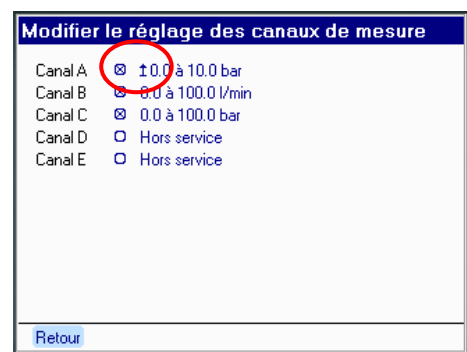 Modifier le réglage des canaux de mesure
Canal A ⊗ ↥0.0 à 10.0 bar
Canal B ⊗ 0.0 à 100.0 l/min
Canal C ⊗ 0.0 à 100.0 bar
Canal D O Hors service
Canal E O Hors service
Retour